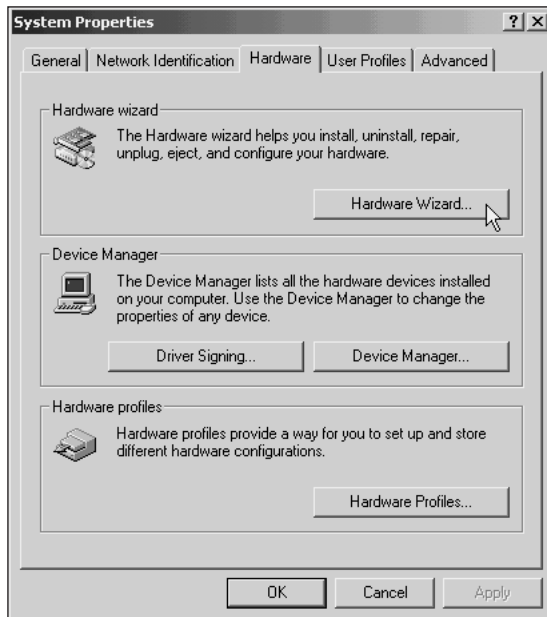 System Properties
? X
General Network Identification Hardware User Profiles Advanced
Hardware wizard
The Hardware wizard helps you install, uninstall, repair,
unplug, eject, and configure your hardware.
Hardware Wizard...
Device Manager
The Device Manager lists all the hardware devices installed
on your computer. Use the Device Manager to change the
properties of any device.
Driver Signing... Device Manager...
Hardware profiles
Hardware profiles provide a way for you to set up and store
different hardware configurations.
Hardware Profiles...
OK Cancel Apply